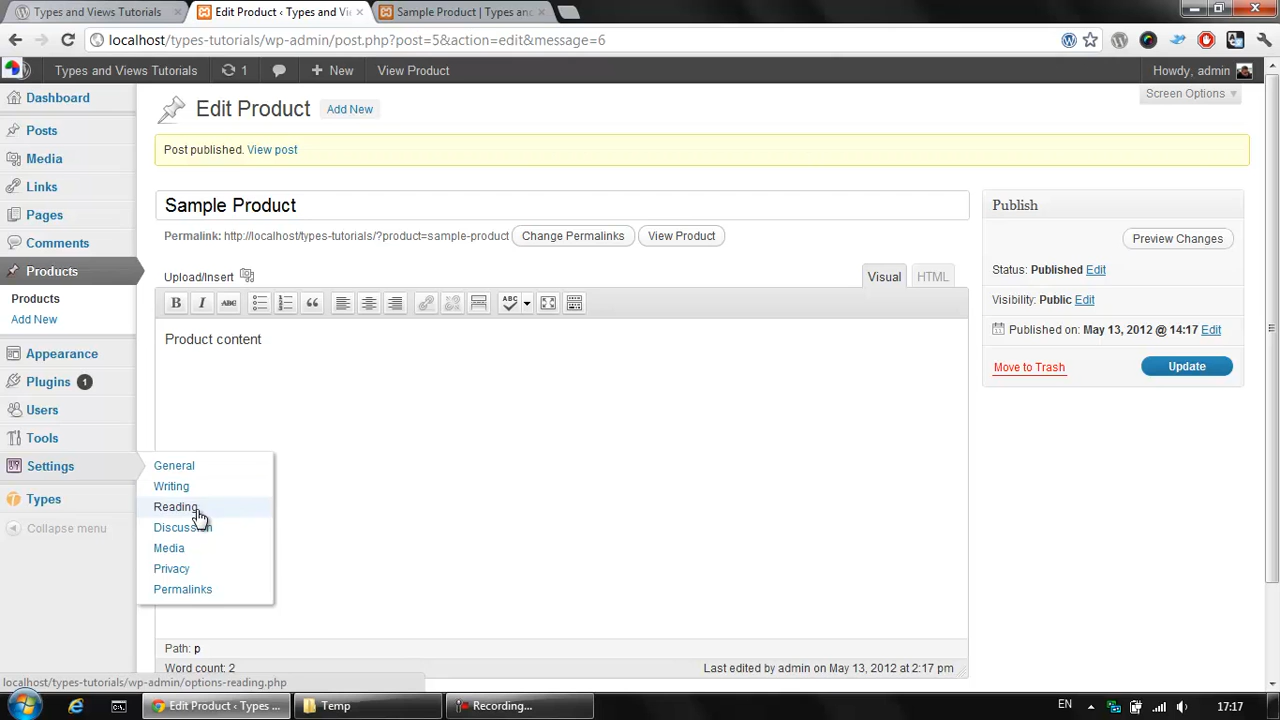 Types and Views Tutorials
Edit Product ‹ Types and Vi
Sample Product | Types and
localhost/types-tutorials/wp-admin/post.php?post=5&action=edit&message=6
Types and Views Tutorials
1
New
View Product
Howdy, admin
Screen Options
Dashboard
Posts
Media
Links
Pages
Comments
Products
Products
Add New
Appearance
Plugins 1
Users
Tools
Settings
Types
Collapse menu
General
Writing
Reading
Discussion
Media
Privacy
Permalinks
Edit Product Add New
Post published. View post
Sample Product
Permalink: http://localhost/types-tutorials/?product=sample-product Change Permalinks View Product
Upload/Insert
Visual HTML
B I ABC ABC
Product content
Path: p
Word count: 2 Last edited by admin on May 13, 2012 at 2:17 pm
Publish
Preview Changes
Status: Published Edit
Visibility: Public Edit
Published on: May 13, 2012 @ 14:17 Edit
Move to Trash Update
localhost/types-tutorials/wp-admin/options-reading.php
Edit Product ‹ Types ...
Temp
Recording...
EN
17:17